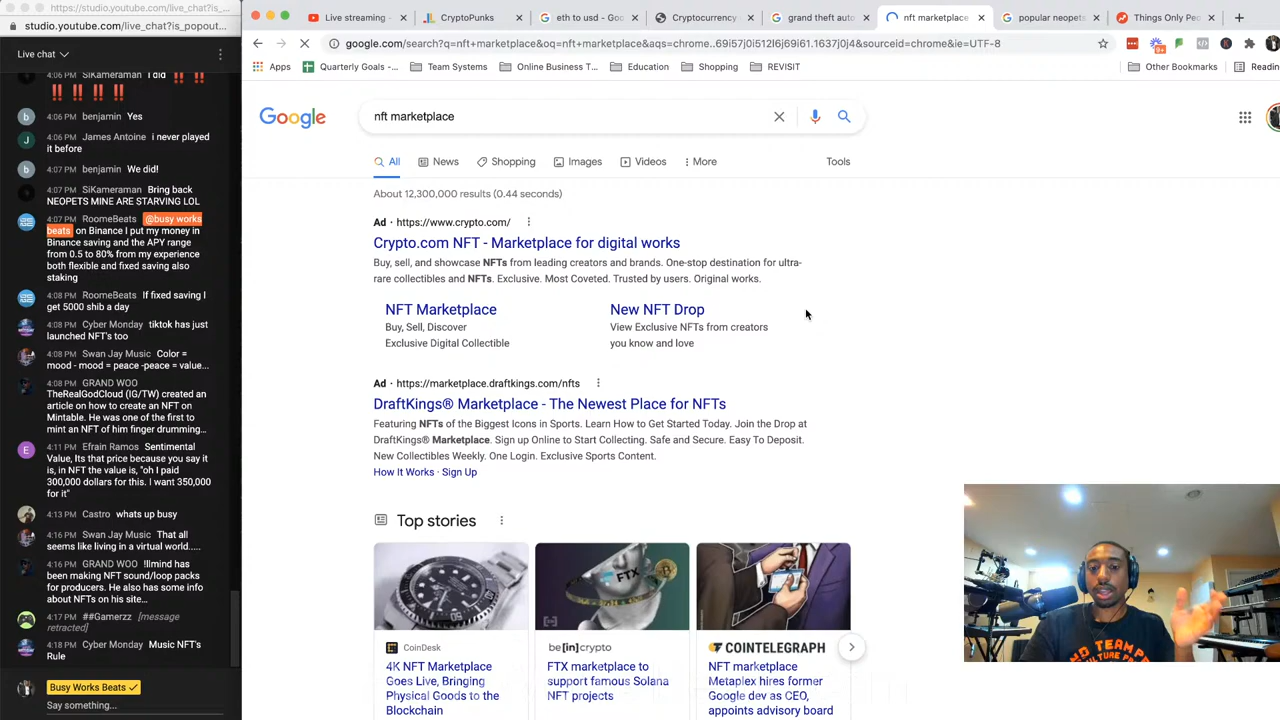 https://studio.youtube.com/live_chat?is_popout...
studio.youtube.com/live_chat?is_popout...
Live chat
4:06 PM SiKameraman I did ‼️ ‼️
‼️ ‼️ ‼️ ‼️
b 4:06 PM benjamin Yes
J 4:06 PM James Antoine i never played
it before
b 4:07 PM benjamin We did!
4:07 PM SiKameraman Bring back
NEOPETS MINE ARE STARVING LOL
4:07 PM RoomeBeats @busy works
beats on Binance I put my money in
Binance saving and the APY range
from 0.5 to 80% from my experience
both flexible and fixed saving also
staking
4:08 PM RoomeBeats If fixed saving I
get 5000 shib a day
4:08 PM Cyber Monday tiktok has just
launched NFT's too
4:08 PM Swan Jay Music Color =
mood - mood = peace -peace = value...
4:08 PM GRAND WOO
TheRealGodCloud (IG/TW) created an
article on how to create an NFT on
Mintable. He was one of the first to
mint an NFT of him finger drumming...
E 4:11 PM Efrain Ramos Sentimental
Value, Its that price because you say it
is, in NFT the value is, "oh I paid
300,000 dollars for this. I want 350,000
for it"
4:13 PM Castro whats up busy
4:16 PM Swan Jay Music That all
seems like living in a virtual world.....
4:16 PM GRAND WOO !llmind has
been making NFT sound/loop packs
for producers. He also has some info
about NFTs on his site...
4:17 PM ##Gamerzz [message
retracted]
4:18 PM Cyber Monday Music NFT's
Rule
Busy Works Beats
Say something...
Live streaming -
CryptoPunks
eth to usd - Goo
Cryptocurrency
grand theft auto
nft marketplace
popular neopets
Things Only Peo
google.com/search?q=nft+marketplace&oq=nft+marketplace&aqs=chrome..69i57j0i512l6j69i61.1637j0j4&sourceid=chrome&ie=UTF-8
Apps
Quarterly Goals -...
Team Systems
Online Business T...
Education
Shopping
REVISIT
Other Bookmarks
Readin
Google
nft marketplace
All
News
Shopping
Images
Videos
More
Tools
About 12,300,000 results (0.44 seconds)
Ad · https://www.crypto.com/
Crypto.com NFT - Marketplace for digital works
Buy, sell, and showcase NFTs from leading creators and brands. One-stop destination for ultra-
rare collectibles and NFTs. Exclusive. Most Coveted. Trusted by users. Original works.
NFT Marketplace
Buy, Sell, Discover
Exclusive Digital Collectible
New NFT Drop
View Exclusive NFTs from creators
you know and love
Ad · https://marketplace.draftkings.com/nfts
DraftKings® Marketplace - The Newest Place for NFTs
Featuring NFTs of the Biggest Icons in Sports. Learn How to Get Started Today. Join the Drop at
DraftKings® Marketplace. Sign up Online to Start Collecting. Safe and Secure. Easy To Deposit.
New Collectibles Weekly. One Login. Exclusive Sports Content.
How It Works · Sign Up
Top stories
FTX
CoinDesk
4K NFT Marketplace
Goes Live, Bringing
Physical Goods to the
Blockchain
be[in]crypto
FTX marketplace to
support famous Solana
NFT projects
COINTELEGRAPH
NFT marketplace
Metaplex hires former
Google dev as CEO,
appoints advisory board